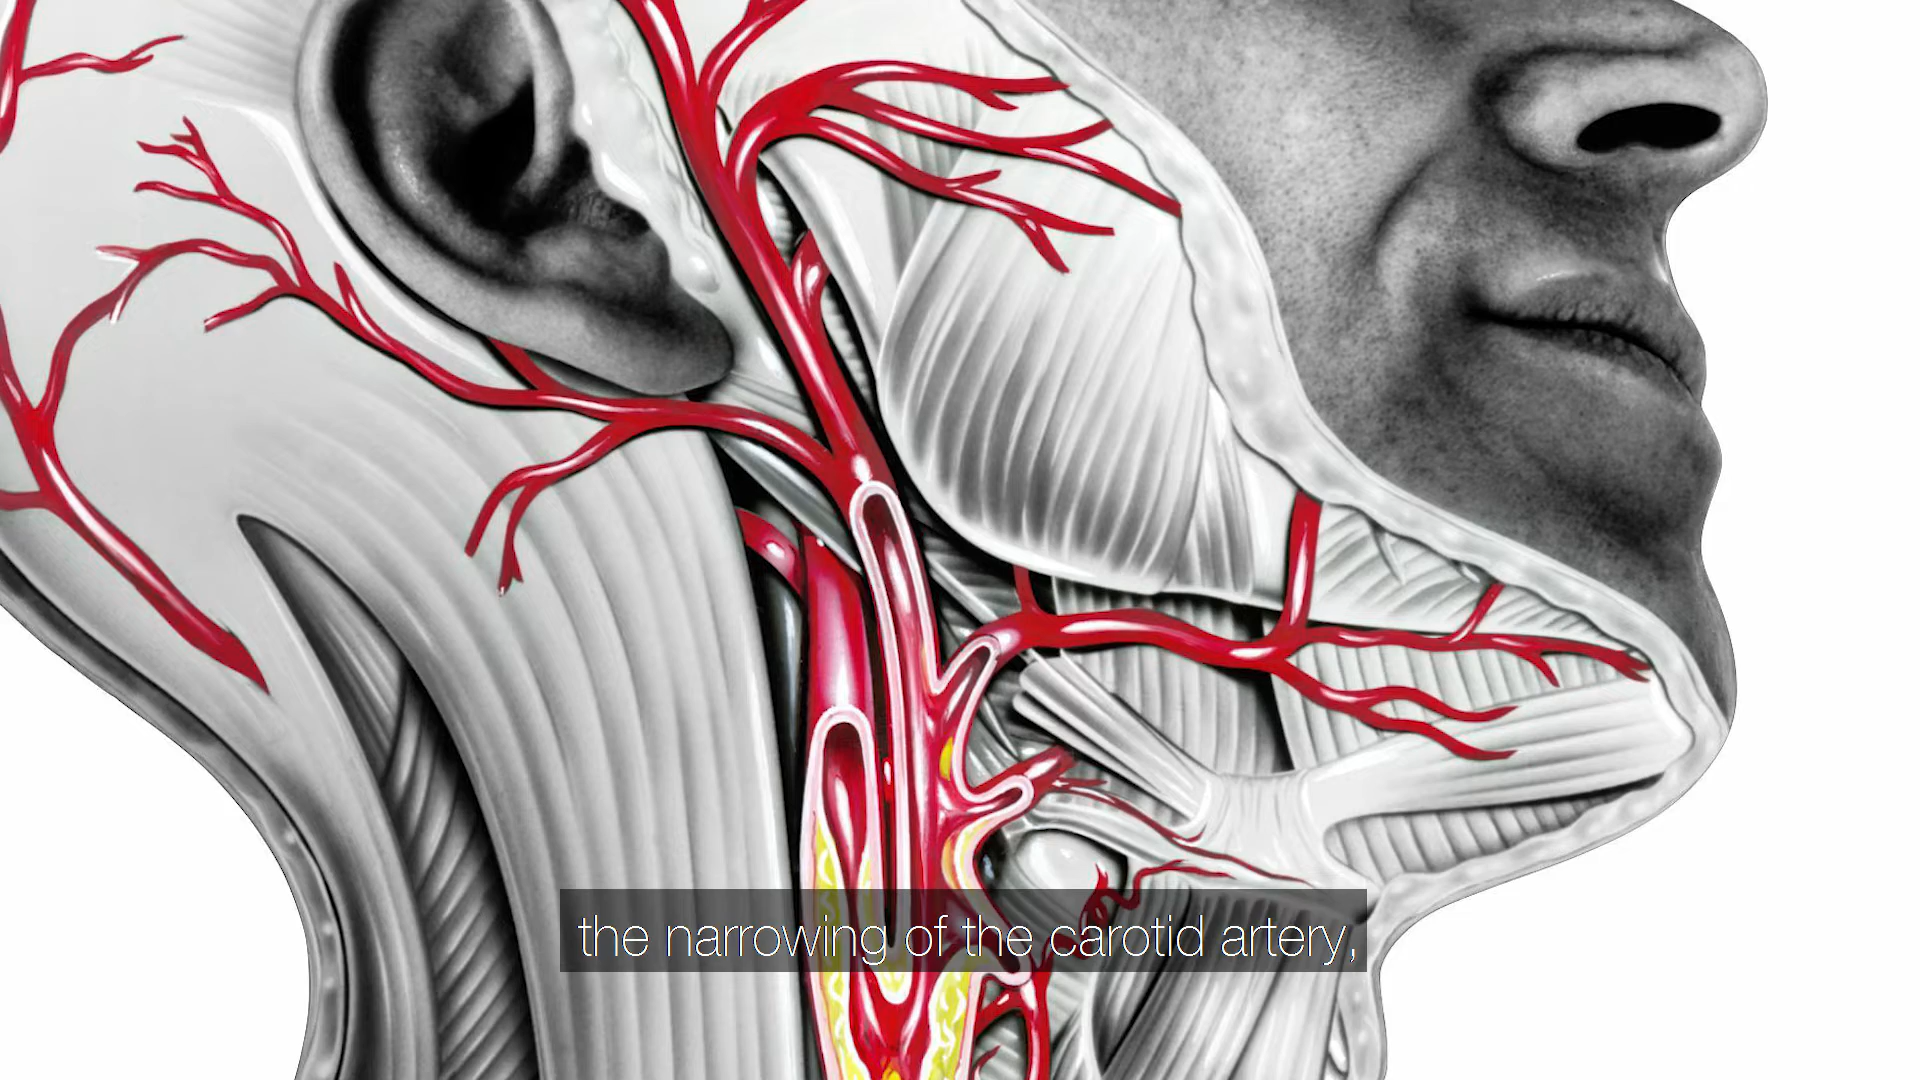 the narrowing of the carotid artery,